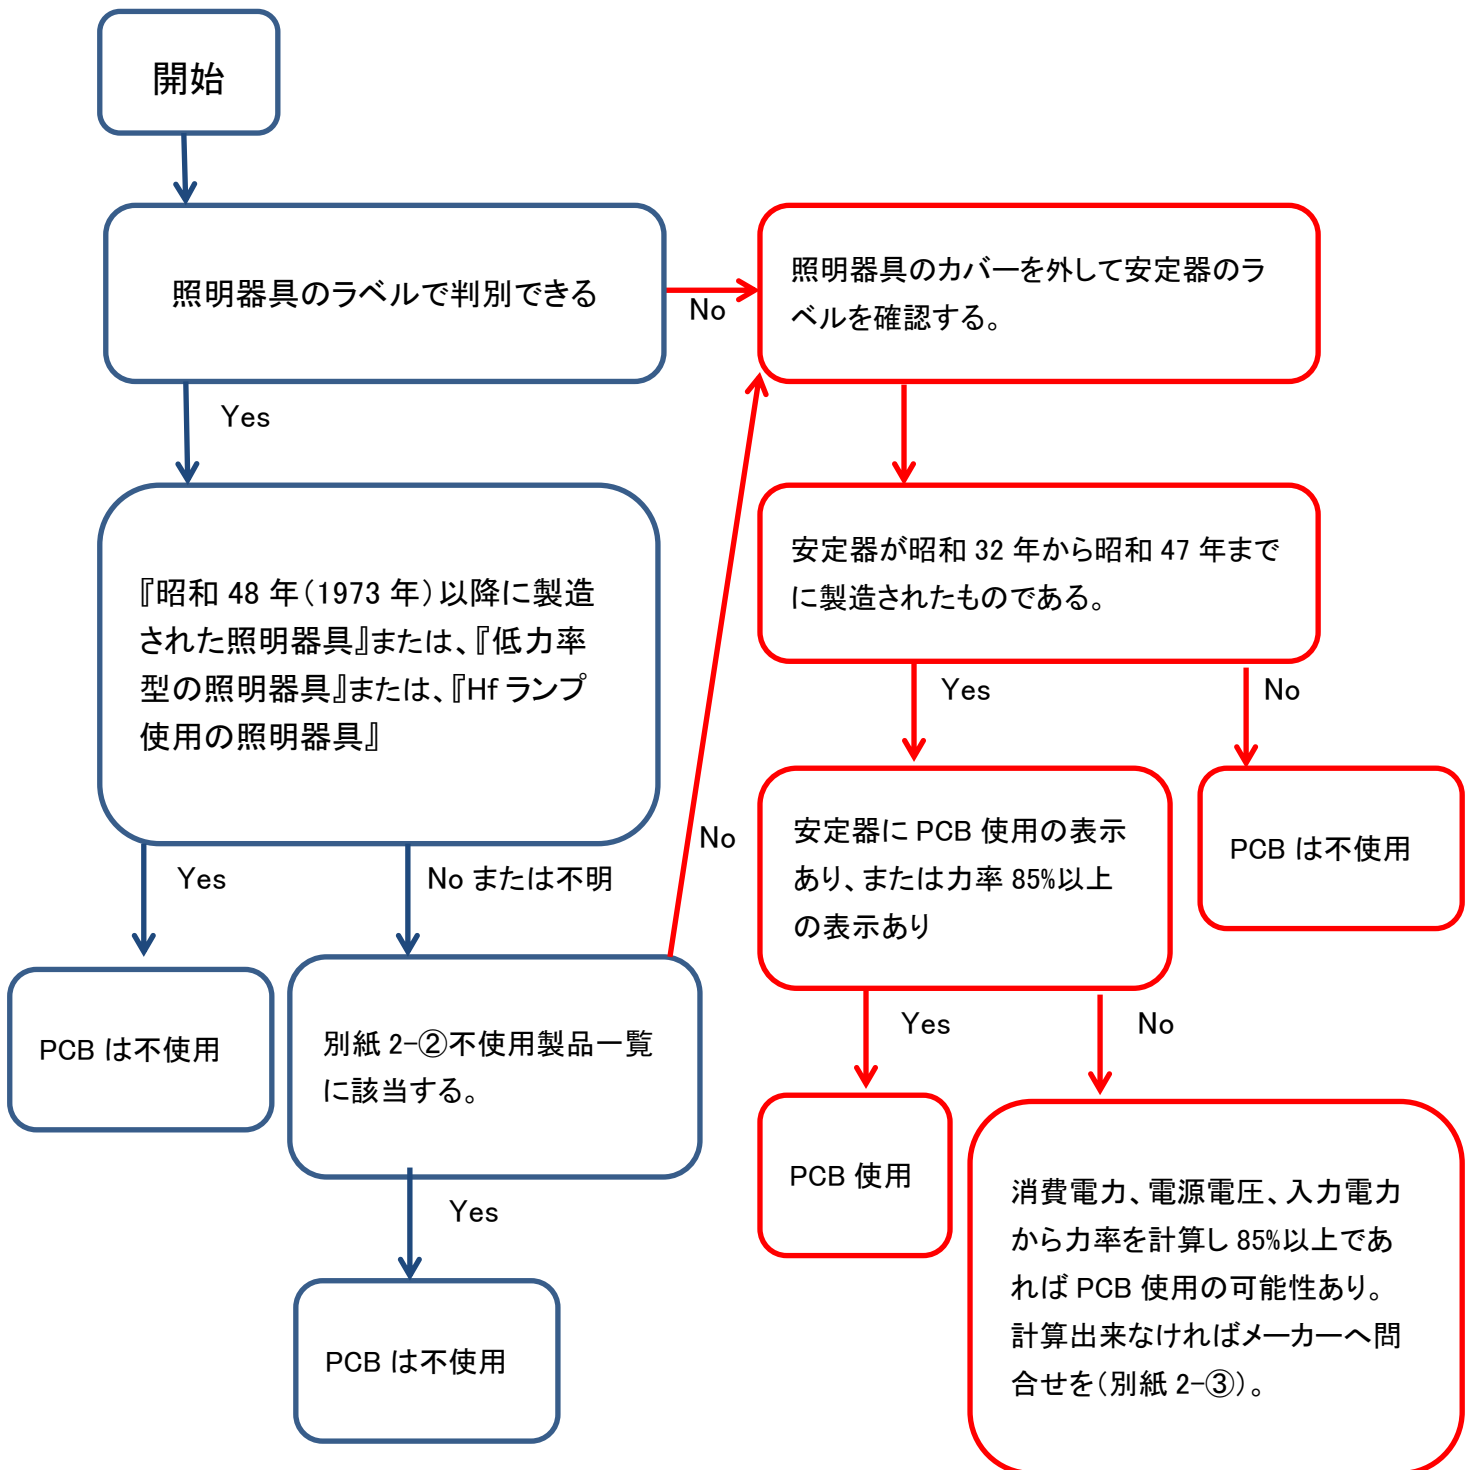 開始
照明器具のラベルで判別できる
No
照明器具のカバーを外して安定器のラ
ベルを確認する。
Yes
『昭和 48 年（1973 年）以降に製造
された照明器具』または、『低力率
型の照明器具』または、『Hf ランプ
使用の照明器具』
安定器が昭和 32 年から昭和 47 年まで
に製造されたものである。
Yes
No
No
安定器に PCB 使用の表示
あり、または力率 85%以上
の表示あり
PCB は不使用
Yes
No または不明
PCB は不使用
別紙 2-②不使用製品一覧
に該当する。
Yes
No
Yes
PCB は不使用
PCB 使用
消費電力、電源電圧、入力電力
から力率を計算し 85%以上であ
れば PCB 使用の可能性あり。
計算出来なければメーカーへ問
合せを（別紙 2-③）。